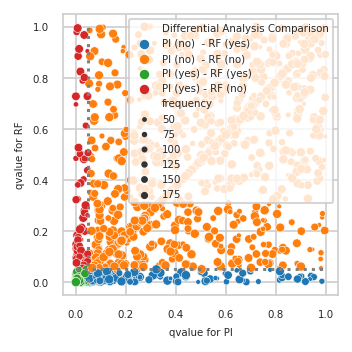 Differential Analysis Comparison
PI (no)  - RF (yes)
PI (no)  - RF (no)
PI (yes) - RF (yes)
PI (yes) - RF (no)
frequency
50
75
100
125
150
175
qvalue for RF
1.0
0.8
0.6
0.4
0.2
0.0
0.0 0.2 0.4 0.6 0.8 1.0
qvalue for PI